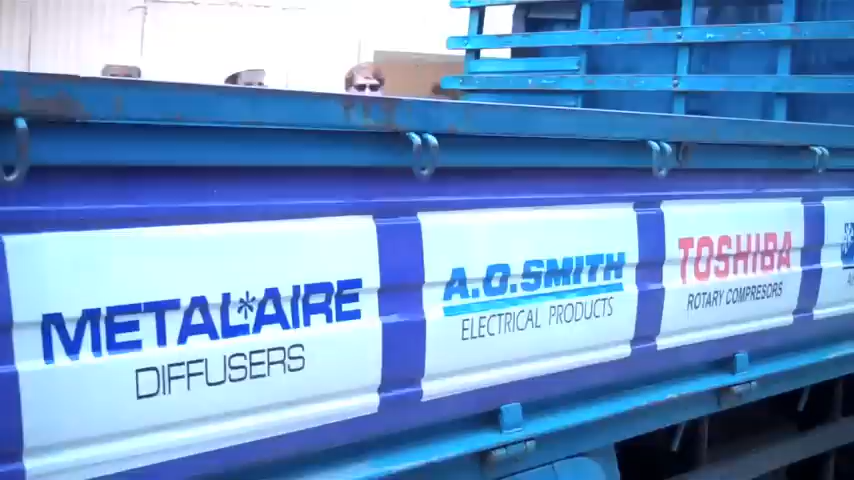 METAL*AIRE
DIFFUSERS
A.O.SMITH
ELECTRICAL PRODUCTS
TOSHIBA
ROTARY COMPRESORS